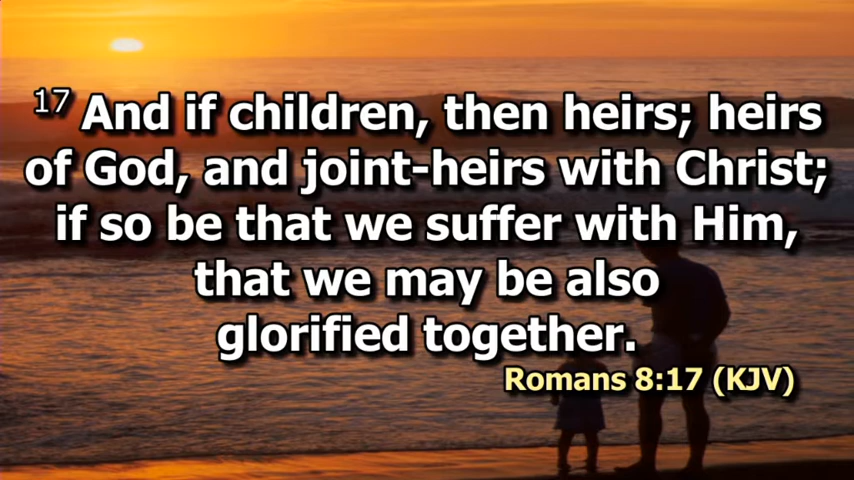 17 And if children, then heirs; heirs
of God, and joint-heirs with Christ;
if so be that we suffer with Him,
that we may be also
glorified together.
Romans 8:17 (KJV)